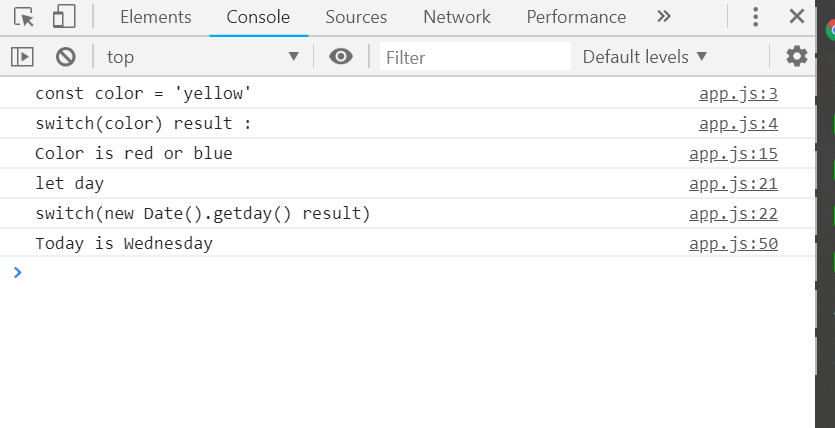 Elements Console Sources Network Performance »
top ▼ Filter Default levels ▼
const color = 'yellow' app.js:3
switch(color) result : app.js:4
Color is red or blue app.js:15
let day app.js:21
switch(new Date().getday() result) app.js:22
Today is Wednesday app.js:50
>